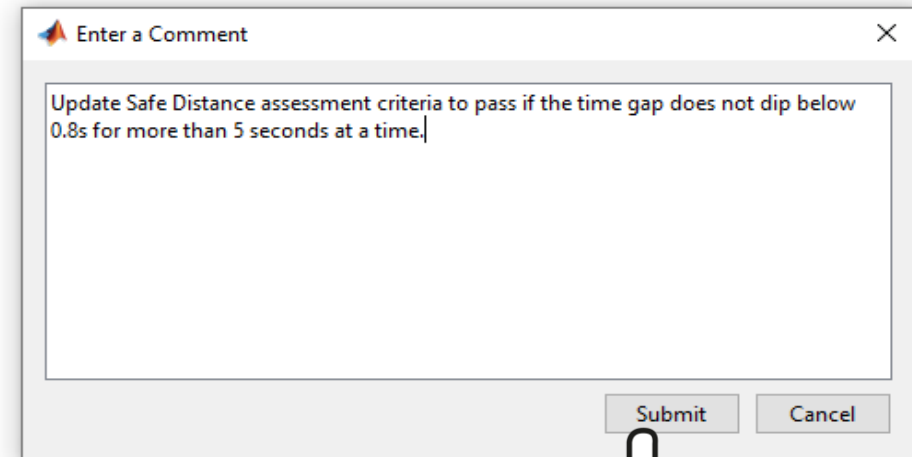 Enter a Comment
Update Safe Distance assessment criteria to pass if the time gap does not dip below
0.8s for more than 5 seconds at a time.
Submit Cancel